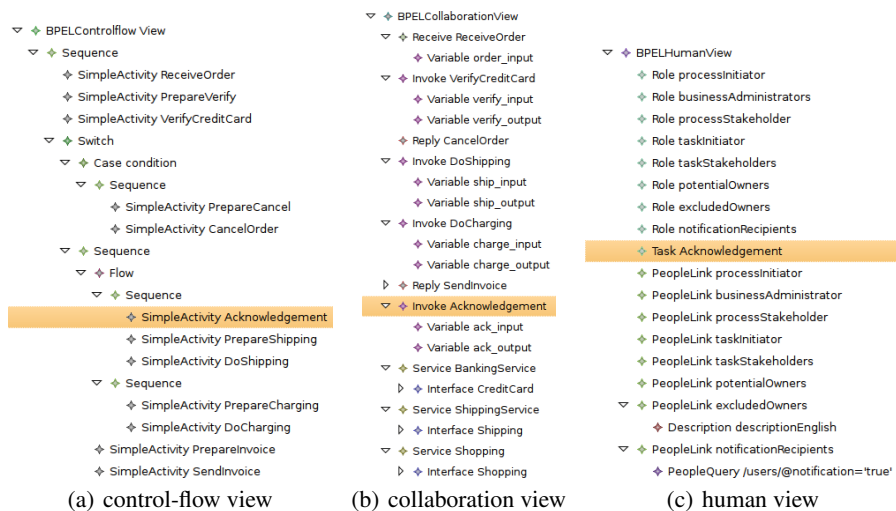 BPELControlflow View
Sequence
SimpleActivity ReceiveOrder
SimpleActivity PrepareVerify
SimpleActivity VerifyCreditCard
Switch
Case condition
Sequence
SimpleActivity PrepareCancel
SimpleActivity CancelOrder
Sequence
Flow
Sequence
SimpleActivity Acknowledgement
SimpleActivity PrepareShipping
SimpleActivity DoShipping
Sequence
SimpleActivity PrepareCharging
SimpleActivity DoCharging
SimpleActivity PrepareInvoice
SimpleActivity SendInvoice
(a) control-flow view
BPELCollaborationView
Receive ReceiveOrder
Variable order_input
Invoke VerifyCreditCard
Variable verify_input
Variable verify_output
Reply CancelOrder
Invoke DoShipping
Variable ship_input
Variable ship_output
Invoke DoCharging
Variable charge_input
Variable charge_output
Reply SendInvoice
Invoke Acknowledgement
Variable ack_input
Variable ack_output
Service BankingService
Interface CreditCard
Service ShippingService
Interface Shipping
Service Shopping
Interface Shopping
(b) collaboration view
BPELHumanView
Role processInitiator
Role businessAdministrators
Role processStakeholder
Role taskInitiator
Role taskStakeholders
Role potentialOwners
Role excludedOwners
Role notificationRecipients
Task Acknowledgement
PeopleLink processInitiator
PeopleLink businessAdministrator
PeopleLink processStakeholder
PeopleLink taskInitiator
PeopleLink taskStakeholders
PeopleLink potentialOwners
PeopleLink excludedOwners
Description descriptionEnglish
PeopleLink notificationRecipients
PeopleQuery /users/@notification='true'
(c) human view